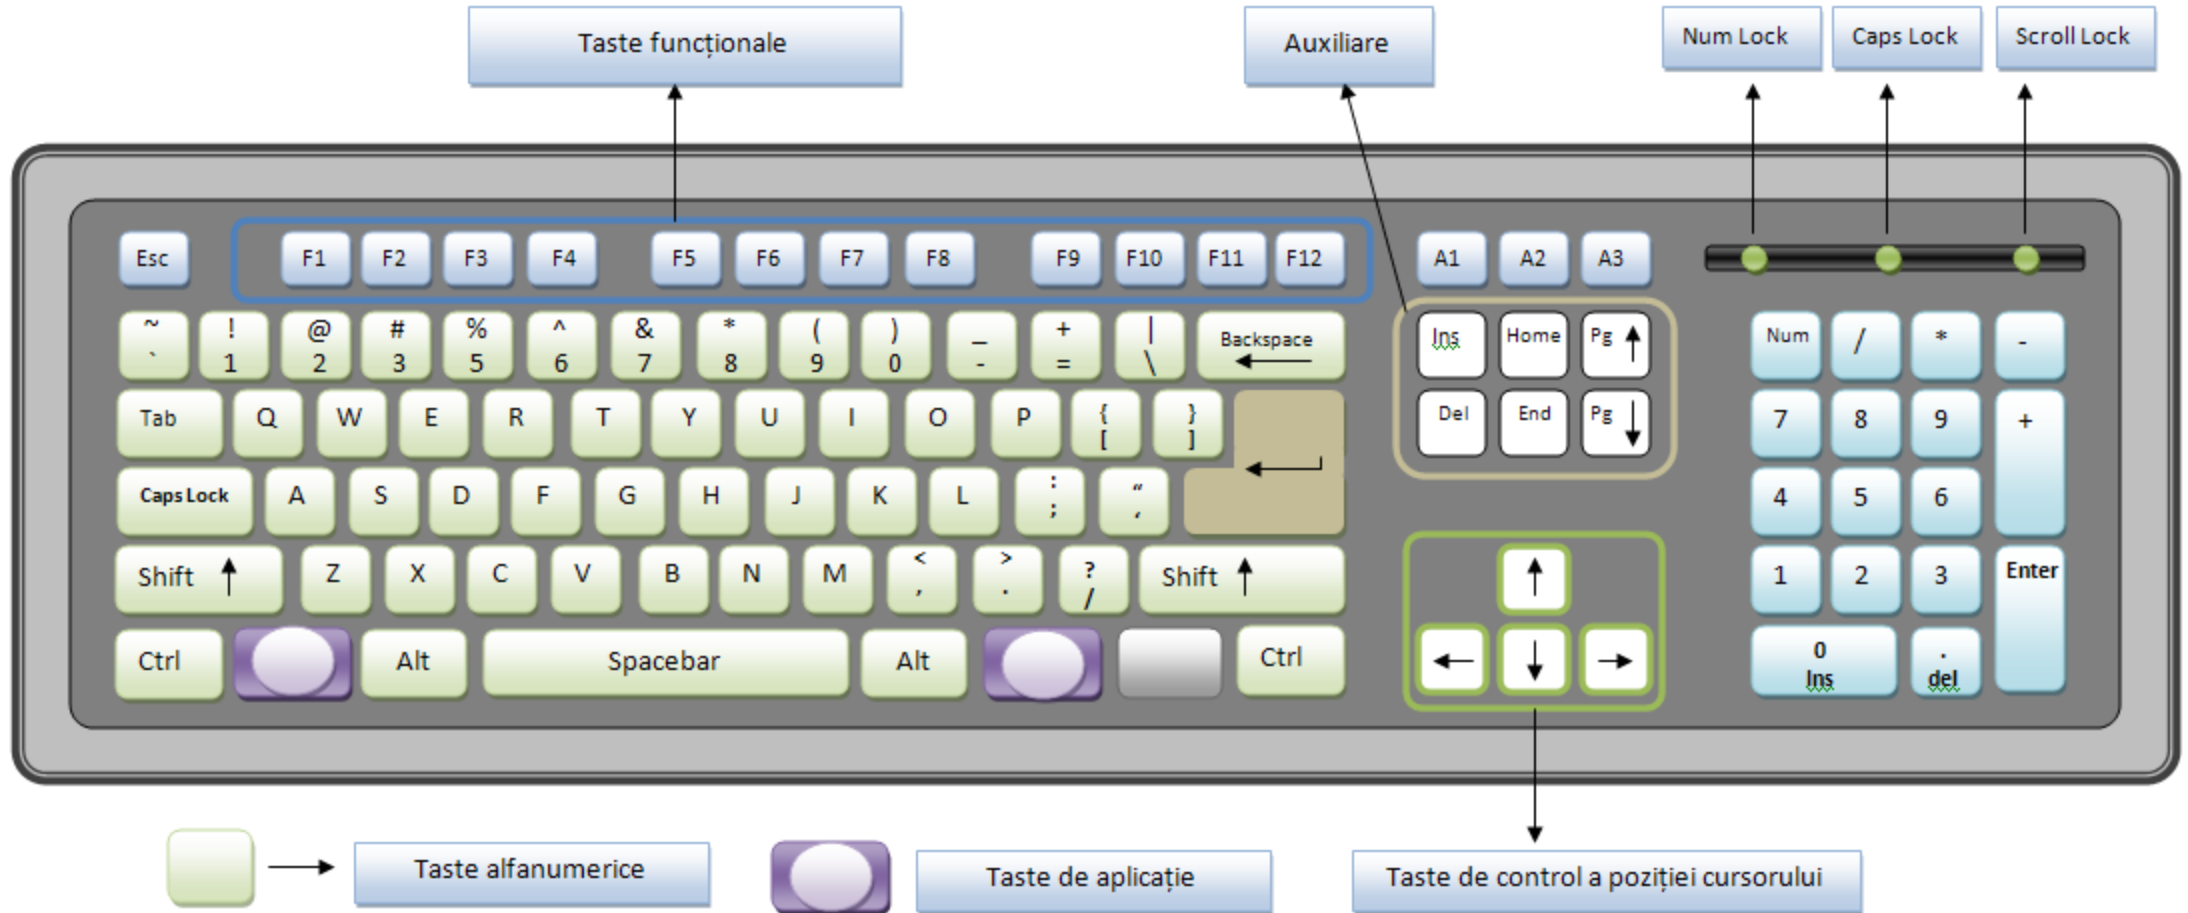 Taste funcționale
Auxiliare
Num Lock
Caps Lock
Scroll Lock
Esc F1 F2 F3 F4 F5 F6 F7 F8 F9 F10 F11 F12 A1 A2 A3
~ ! @ # % ^ & * ( ) _ + | Backspace
` 1 2 3 5 6 7 8 9 0 - = \
Ins Home Pg
Num / * -
Tab Q W E R T Y U I O P { }
[ ]
Del End Pg
7 8 9 +
Caps Lock A S D F G H J K L : “
; ‘
4 5 6
Shift Z X C V B N M < > ? Shift
, . /
1 2 3 Enter
Ctrl Alt Spacebar Alt Ctrl
0 .
Ins del
Taste alfanumerice
Taste de aplicație
Taste de control a poziției cursorului